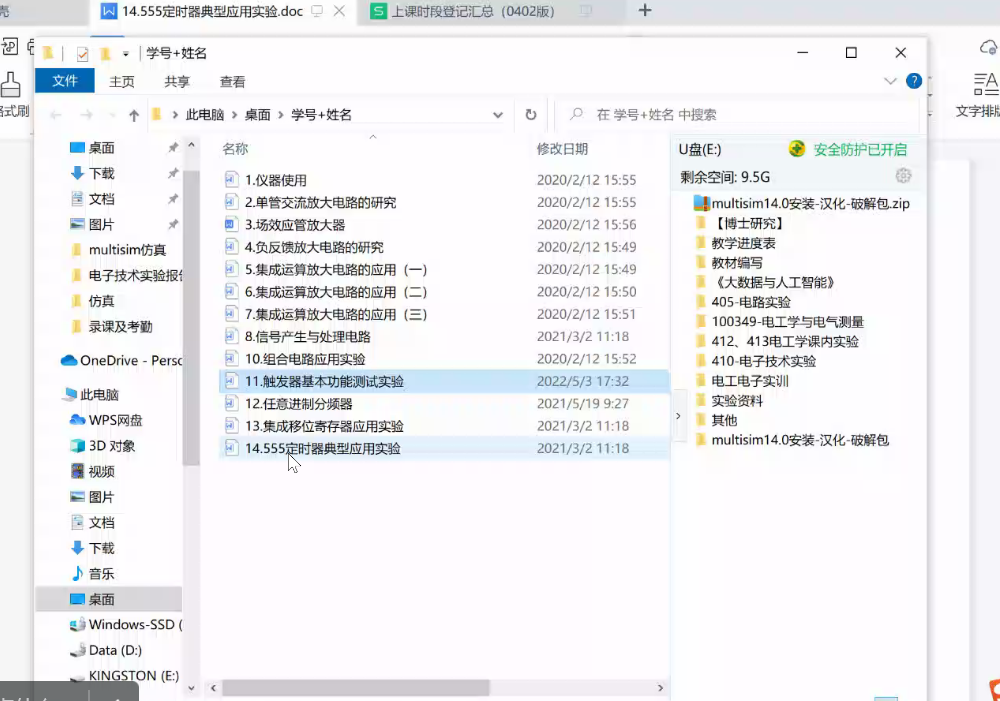 壳
14.555定时器典型应用实验.doc
上课时段登记汇总（0402版）
学号+姓名
文件
主页
共享
查看
式刷
文字排版
此电脑 > 桌面 > 学号+姓名
在 学号+姓名 中搜索
桌面
下载
文档
图片
multisim仿真
电子技术实验报告
仿真
录课及考勤
OneDrive - Perso
此电脑
WPS网盘
3D 对象
视频
图片
文档
下载
音乐
桌面
Windows-SSD (
Data (D:)
KINGSTON (E:)
名称
修改日期
1.仪器使用 2020/2/12 15:55
2.单管交流放大电路的研究 2020/2/12 15:55
3.场效应管放大器 2020/2/12 15:56
4.负反馈放大电路的研究 2020/2/12 15:49
5.集成运算放大电路的应用（一） 2020/2/12 15:49
6.集成运算放大电路的应用（二） 2020/2/12 15:50
7.集成运算放大电路的应用（三） 2020/2/12 15:51
8.信号产生与处理电路 2021/3/2 11:18
10.组合电路应用实验 2020/2/12 15:52
11.触发器基本功能测试实验 2022/5/3 17:32
12.任意进制分频器 2021/5/19 9:27
13.集成移位寄存器应用实验 2021/3/2 11:18
14.555定时器典型应用实验 2021/3/2 11:18
U盘(E:)
安全防护已开启
剩余空间: 9.5G
multisim14.0安装-汉化-破解包.zip
【博士研究】
教学进度表
教材编写
《大数据与人工智能》
405-电路实验
100349-电工学与电气测量
412、413电工学课内实验
410-电子技术实验
电工电子实训
实验资料
其他
multisim14.0安装-汉化-破解包